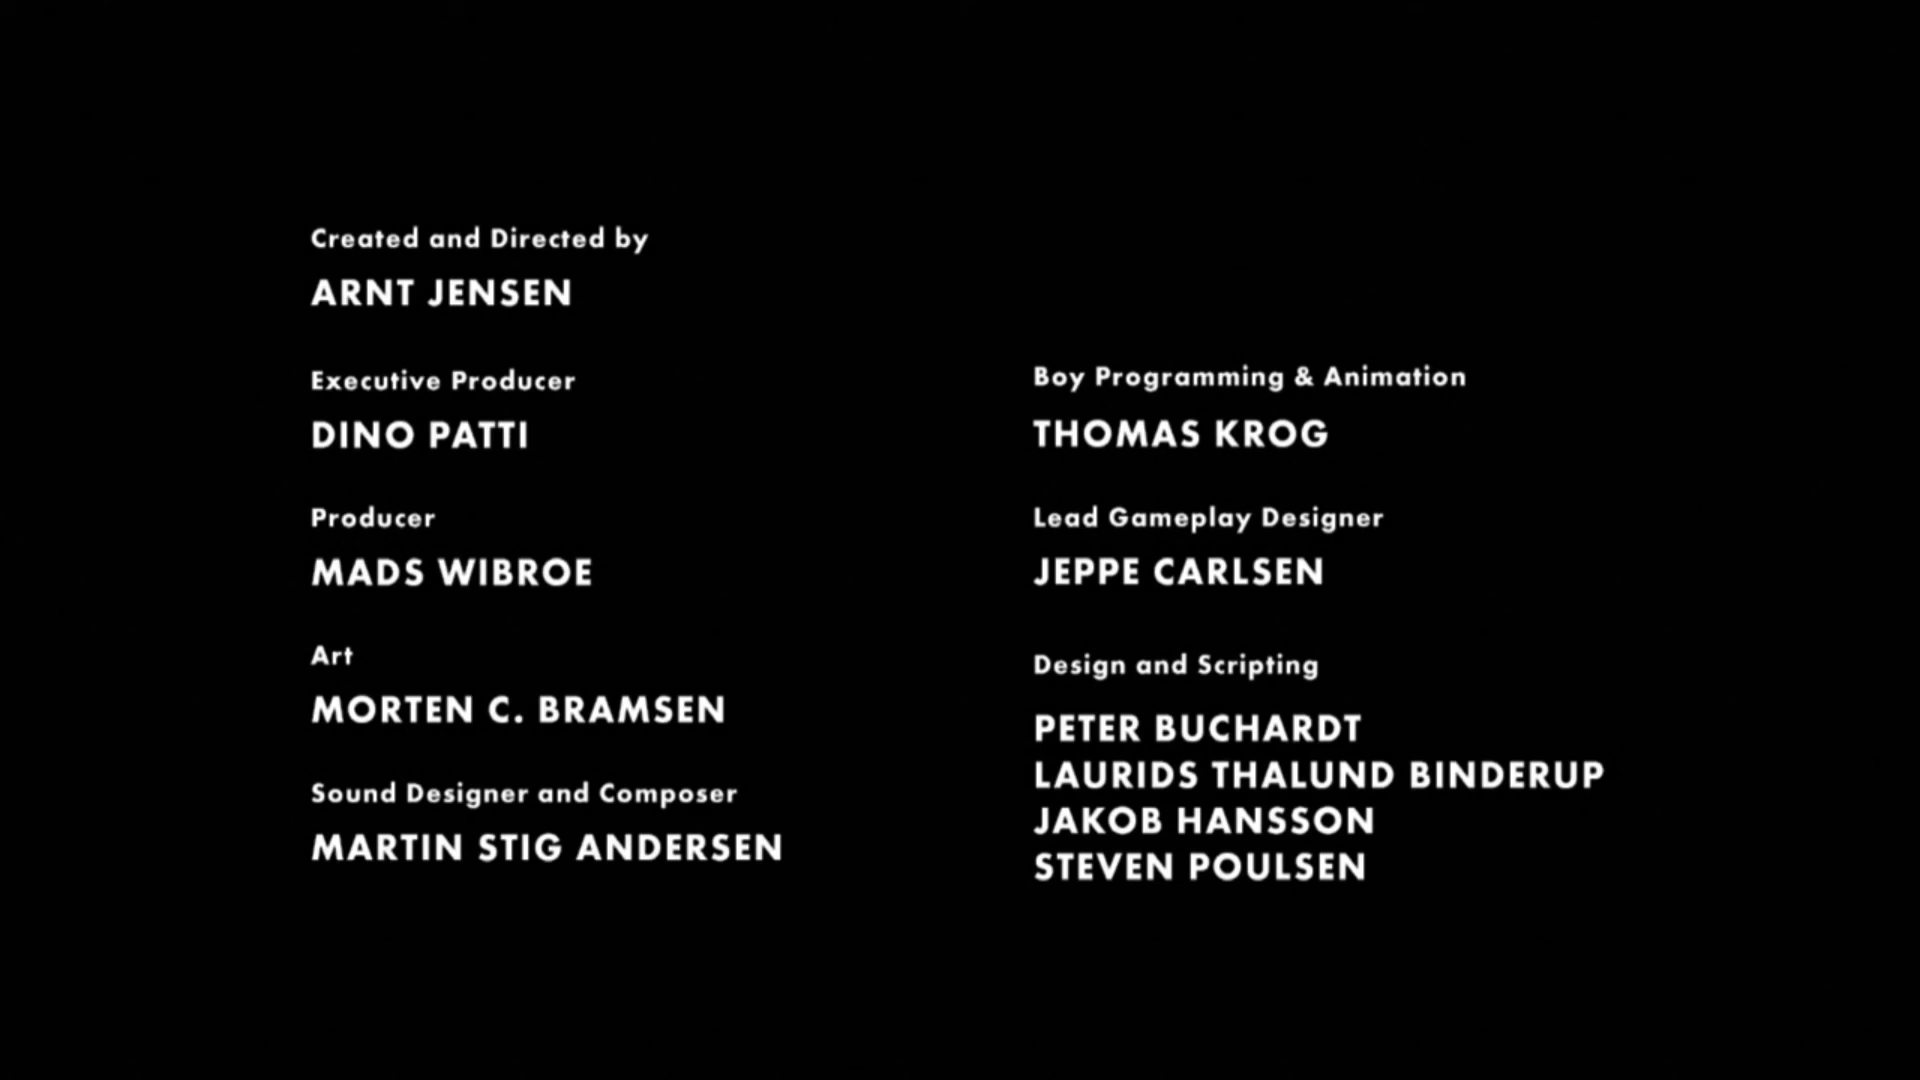 Created and Directed by
ARNT JENSEN
Executive Producer
DINO PATTI
Producer
MADS WIBROE
Art
MORTEN C. BRAMSEN
Sound Designer and Composer
MARTIN STIG ANDERSEN
Boy Programming & Animation
THOMAS KROG
Lead Gameplay Designer
JEPPE CARLSEN
Design and Scripting
PETER BUCHARDT
LAURIDS THALUND BINDERUP
JAKOB HANSSON
STEVEN POULSEN